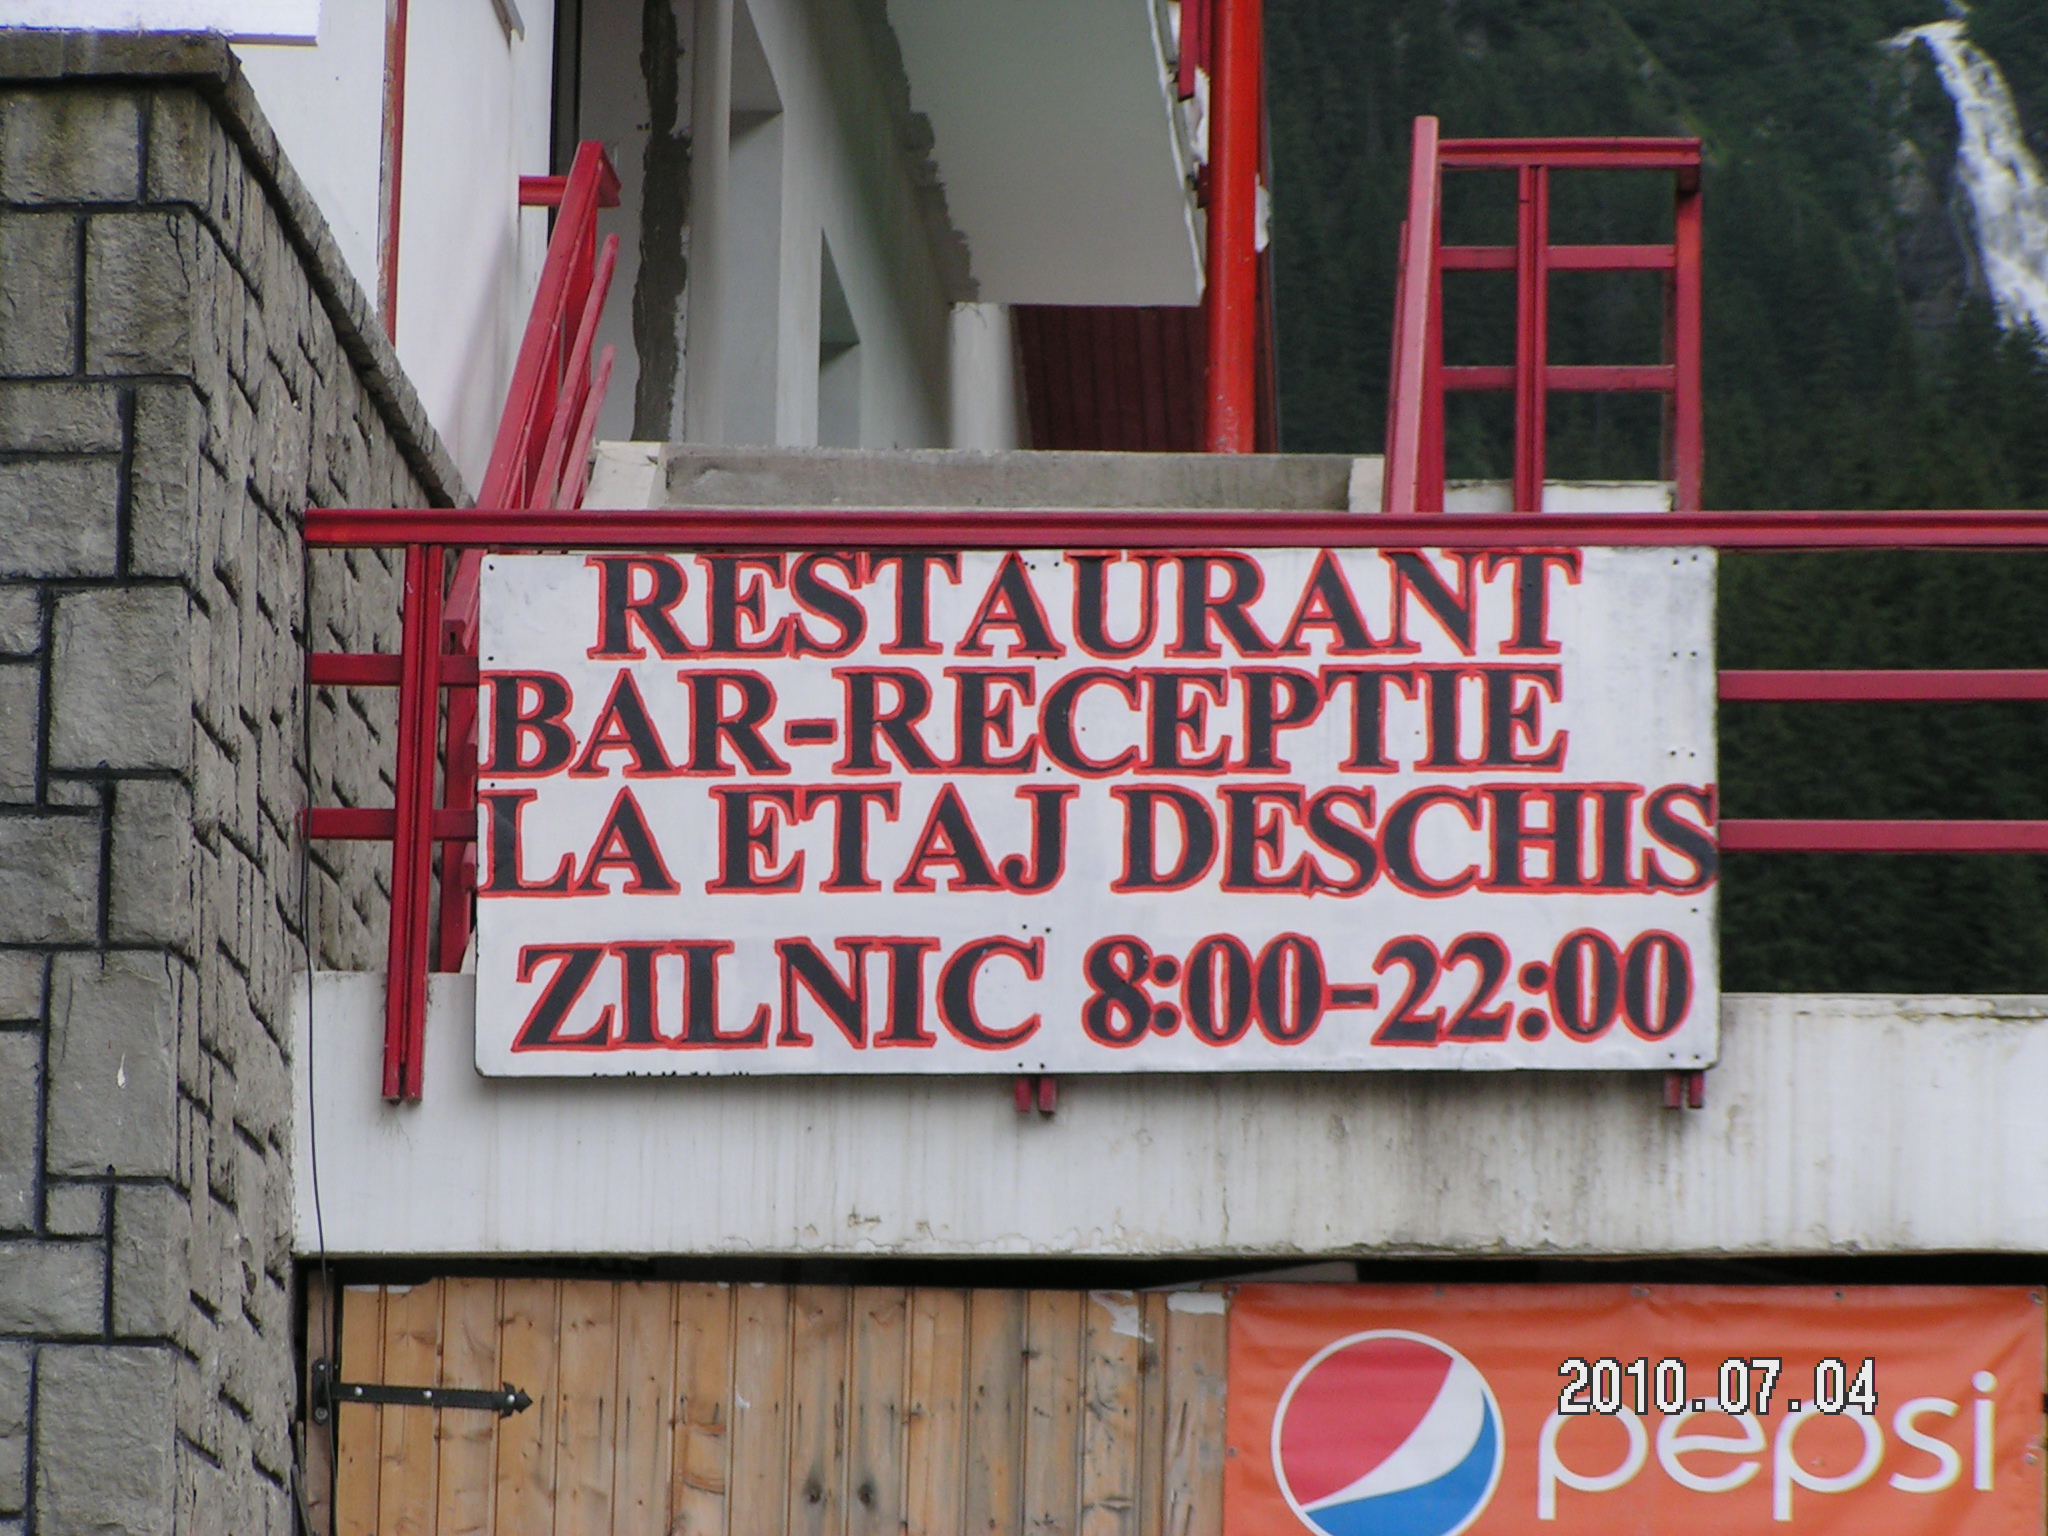 RESTAURANT
BAR-RECEPTIE
LA ETAJ DESCHIS
ZILNIC 8:00-22:00
2010.07.04
pepsi